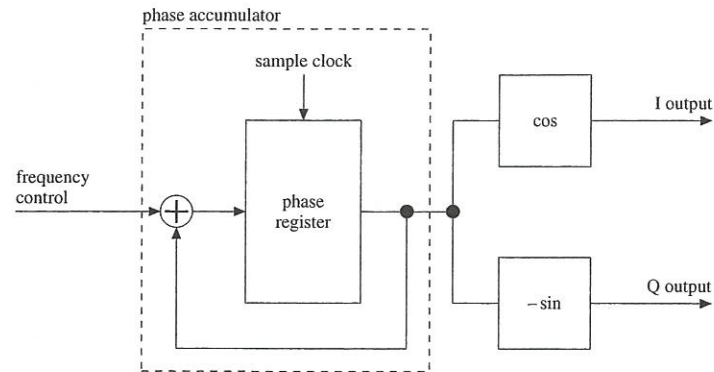 phase accumulator
sample clock
frequency
control
+
phase
register
cos
I output
−sin
Q output